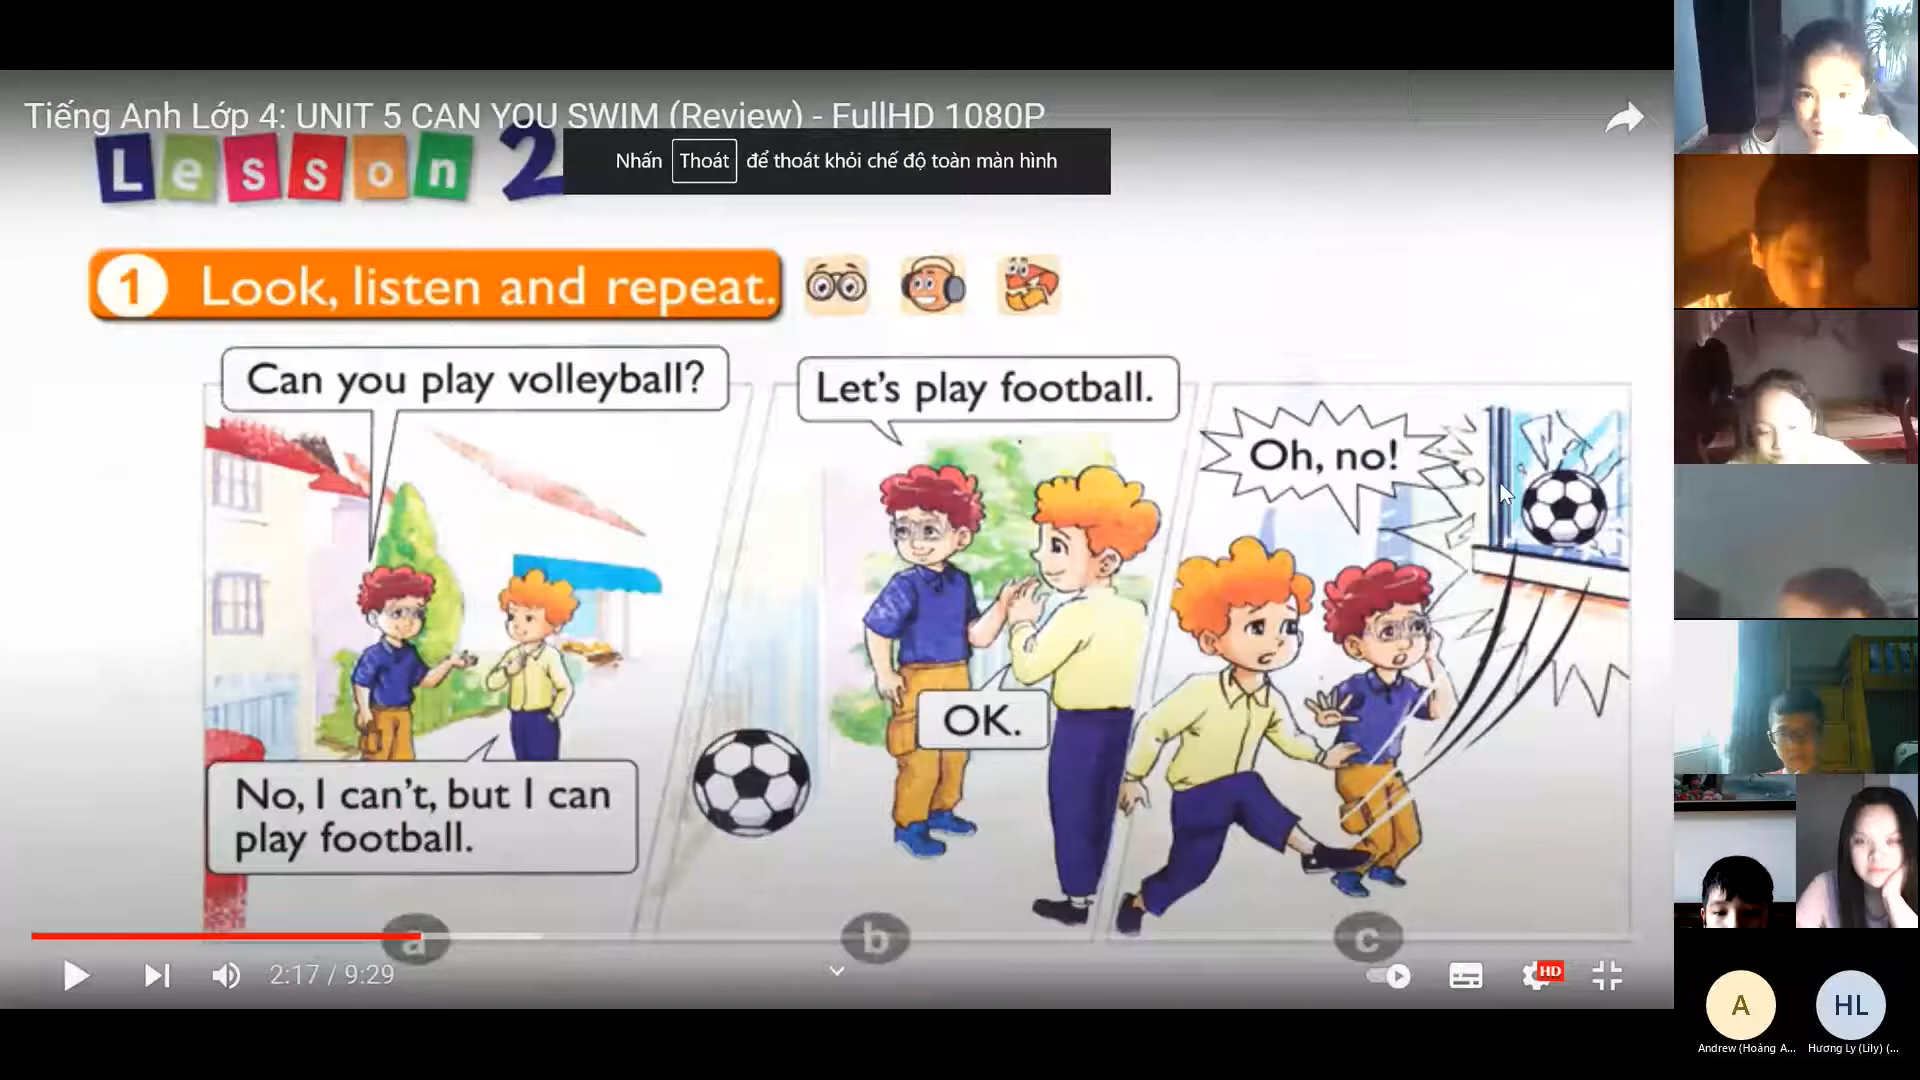 Tiếng Anh Lớp 4: UNIT 5 CAN YOU SWIM (Review) - FullHD 1080P
Lesson 2
Nhấn Thoát để thoát khỏi chế độ toàn màn hình
1 Look, listen and repeat.
Can you play volleyball?
Let's play football.
Oh, no!
OK.
No, I can't, but I can
play football.
a
b
c
2:17 / 9:29
HD
A
HL
Andrew (Hoảng A...
Hương Ly (Lily) (...